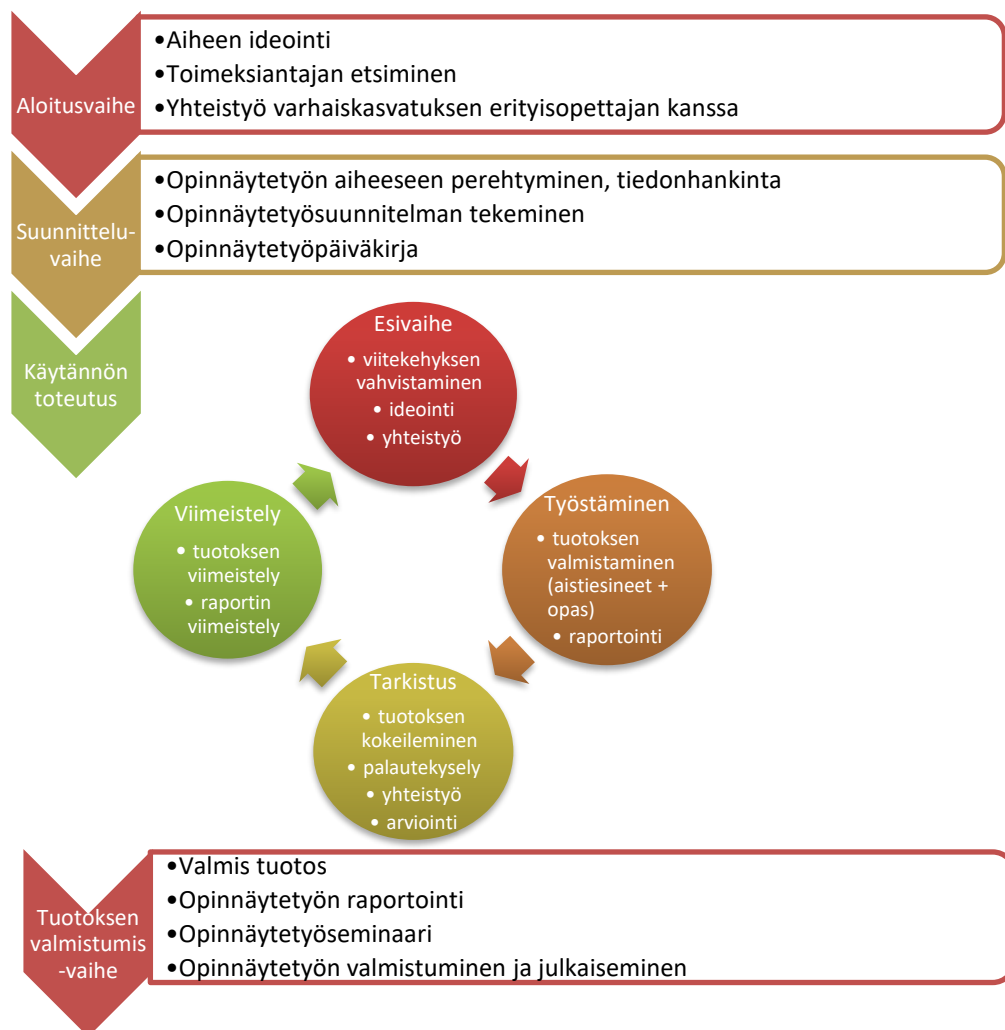 Aloitusvaihe
•Aiheen ideointi
•Toimeksiantajan etsiminen
•Yhteistyö varhaiskasvatuksen erityisopettajan kanssa
Suunnittelu-
vaihe
•Opinnäytetyön aiheeseen perehtyminen, tiedonhankinta
•Opinnäytetyösuunnitelman tekeminen
•Opinnäytetyöpäiväkirja
Käytännön
toteutus
Esivaihe
• viitekehyksen
vahvistaminen
• ideointi
• yhteistyö
Työstäminen
• tuotoksen
valmistaminen
(aistiesineet +
opas)
• raportointi
Tarkistus
• tuotoksen
kokeileminen
• palautekysely
• yhteistyö
• arviointi
Viimeistely
• tuotoksen
viimeistely
• raportin
viimeistely
Tuotoksen
valmistumis
-vaihe
•Valmis tuotos
•Opinnäytetyön raportointi
•Opinnäytetyöseminaari
•Opinnäytetyön valmistuminen ja julkaiseminen